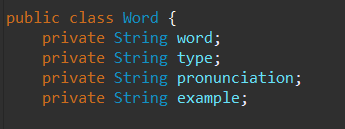 public class Word {
    private String word;
    private String type;
    private String pronunciation;
    private String example;